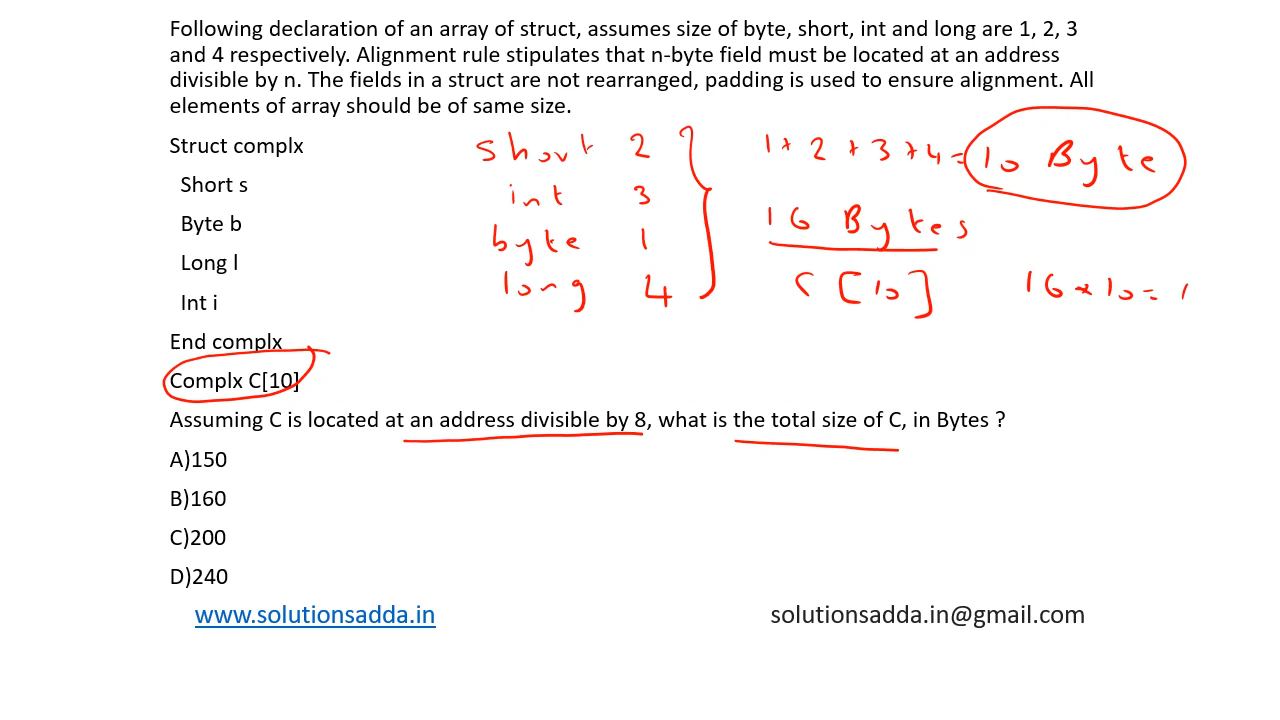 Following declaration of an array of struct, assumes size of byte, short, int and long are 1, 2, 3
and 4 respectively. Alignment rule stipulates that n-byte field must be located at an address
divisible by n. The fields in a struct are not rearranged, padding is used to ensure alignment. All
elements of array should be of same size.
Struct complx
Short s
Byte b
Long l
Int i
End complx
Complx C[10]
short 2
int 3
byte 1
long 4
1+2+3+4=10 Byte
16 Bytes
C[10]
16*10=1
Assuming C is located at an address divisible by 8, what is the total size of C, in Bytes ?
A)150
B)160
C)200
D)240
www.solutionsadda.in
solutionsadda.in@gmail.com